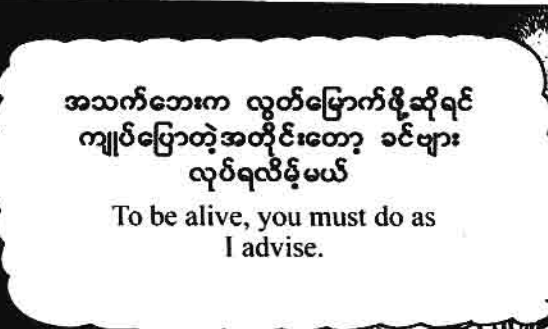 အသက်ဘေးက လွတ်မြောက်ဖို့ဆိုရင်
ကျုပ်ပြောတဲ့အတိုင်းတော့ ခင်ဗျား
လုပ်ရလိမ့်မယ်
To be alive, you must do as
I advise.